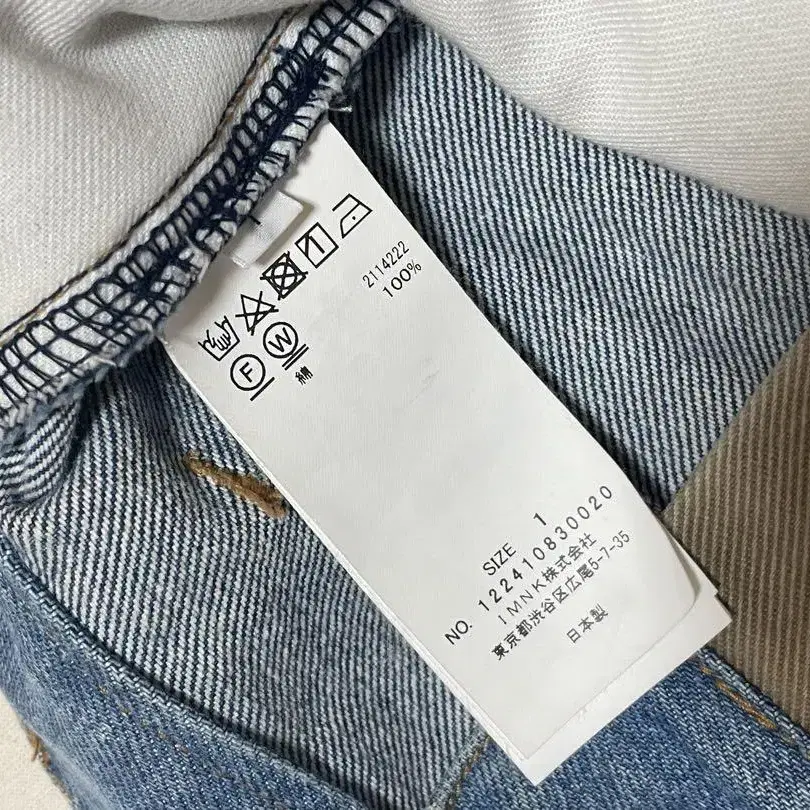 2114222
100%
F W
綿
SIZE 1
NO. 122410830020
IMNK株式会社
東京都渋谷区広尾5-7-35
日本製